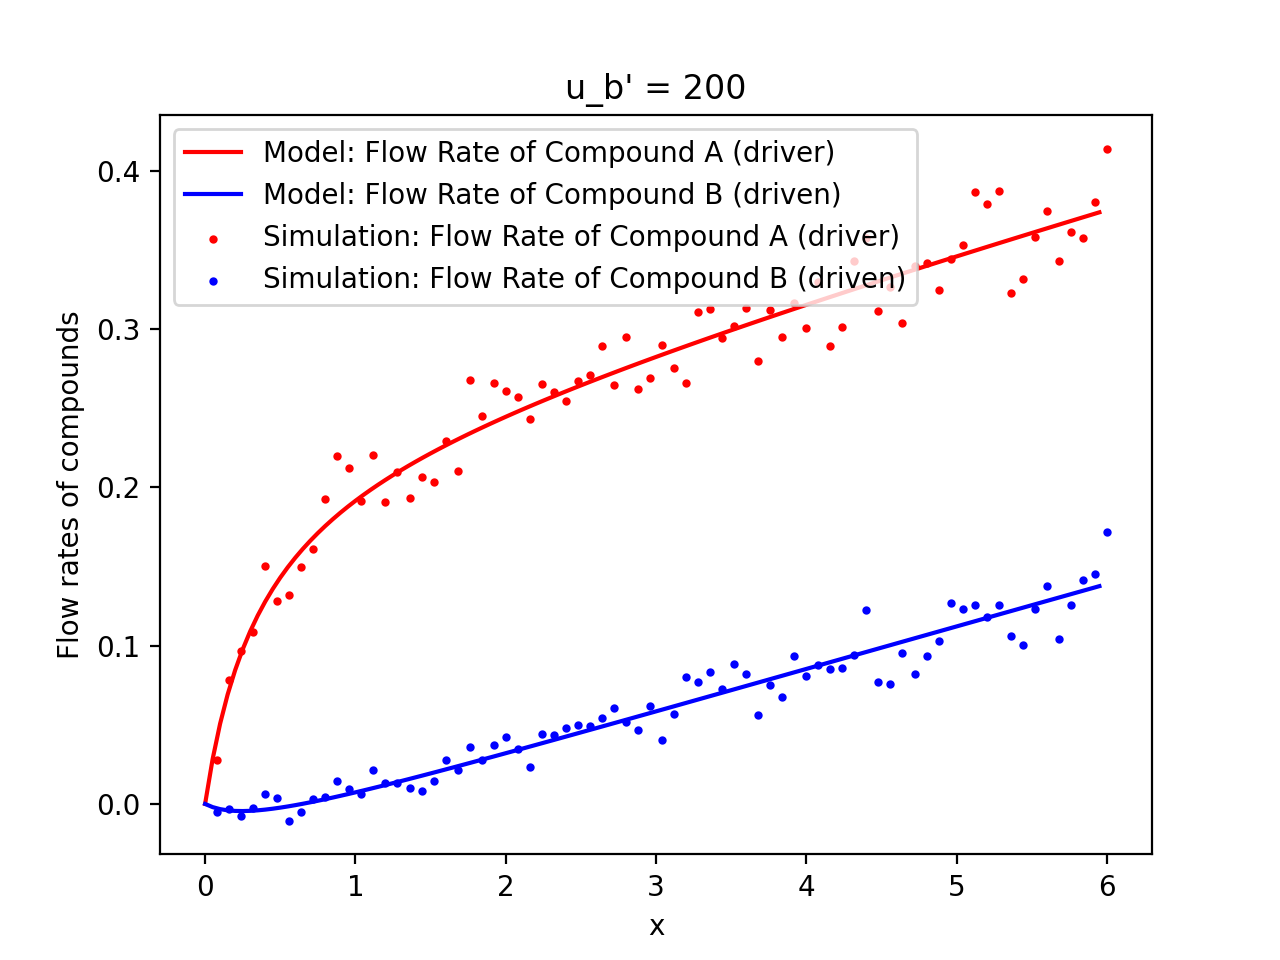 u_b' = 200
Model: Flow Rate of Compound A (driver)
Model: Flow Rate of Compound B (driven)
Simulation: Flow Rate of Compound A (driver)
Simulation: Flow Rate of Compound B (driven)
Flow rates of compounds
0.4
0.3
0.2
0.1
0.0
0 1 2 3 4 5 6
x